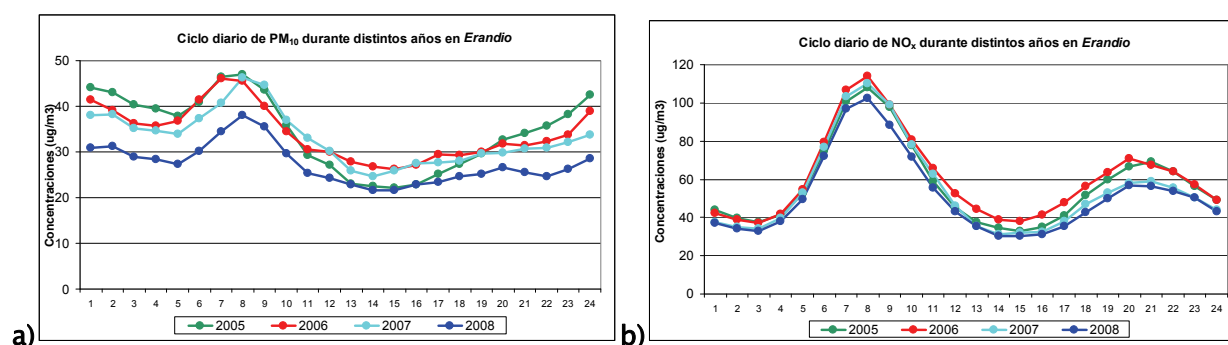 Ciclo diario de PM10 durante distintos años en Erandio
Concentraciones (ug/m3)
50
40
30
20
10
0
1 2 3 4 5 6 7 8 9 10 11 12 13 14 15 16 17 18 19 20 21 22 23 24
2005 2006 2007 2008
a)
Ciclo diario de NOx durante distintos años en Erandio
Concentraciones (ug/m3)
120
100
80
60
40
20
0
1 2 3 4 5 6 7 8 9 10 11 12 13 14 15 16 17 18 19 20 21 22 23 24
2005 2006 2007 2008
b)